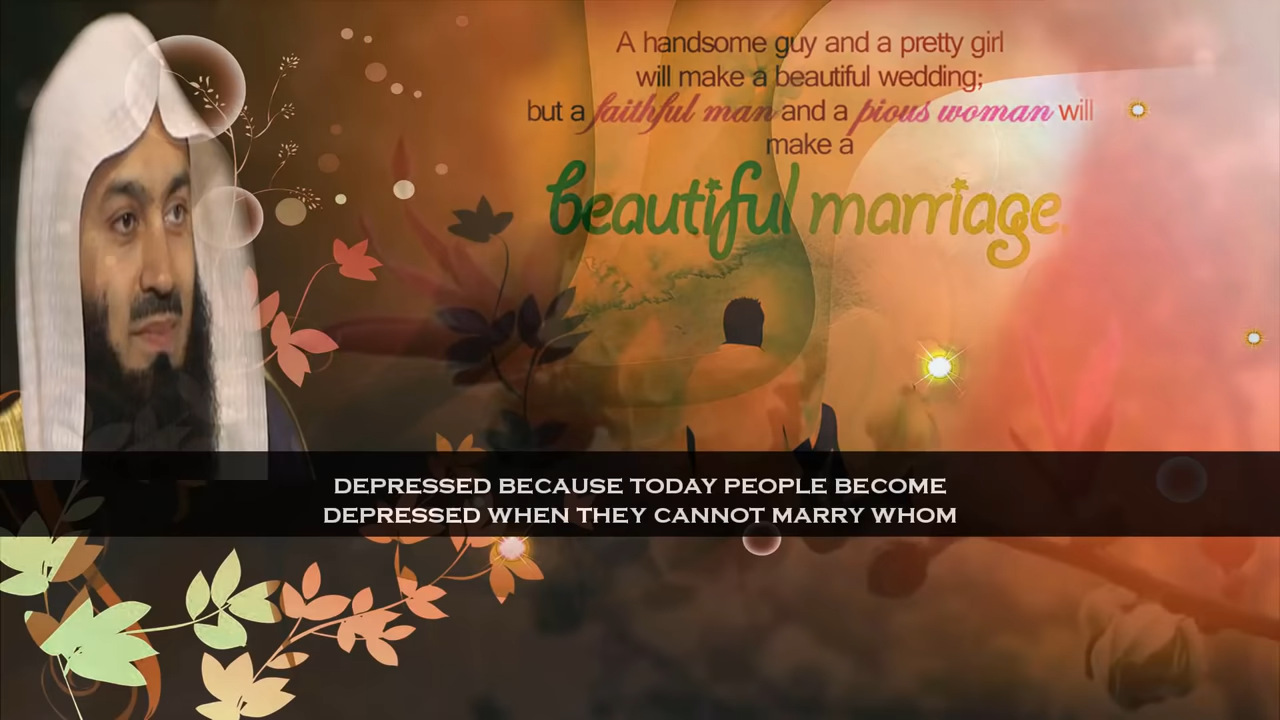 A handsome guy and a pretty girl
will make a beautiful wedding;
but a faithful man and a pious woman will
make a
beautiful marriage.
DEPRESSED BECAUSE TODAY PEOPLE BECOME
DEPRESSED WHEN THEY CANNOT MARRY WHOM